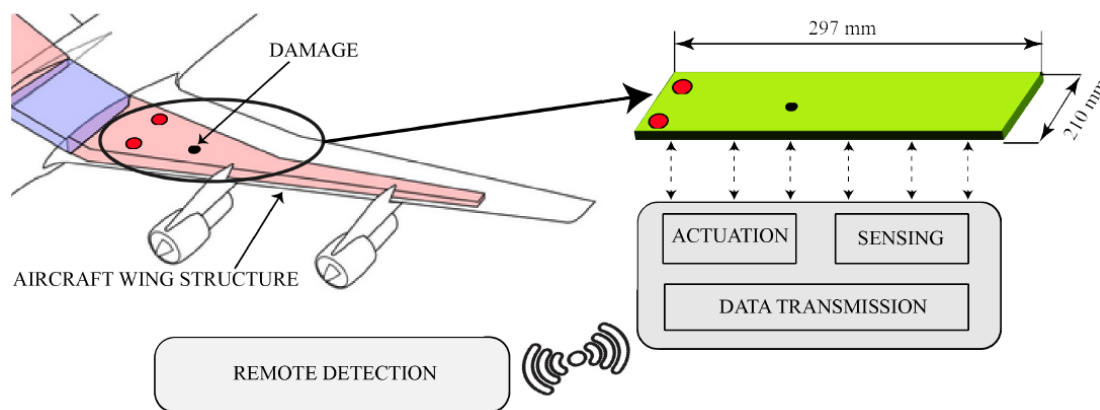 DAMAGE
297 mm
210 mm
ACTUATION
SENSING
AIRCRAFT WING STRUCTURE
DATA TRANSMISSION
REMOTE DETECTION